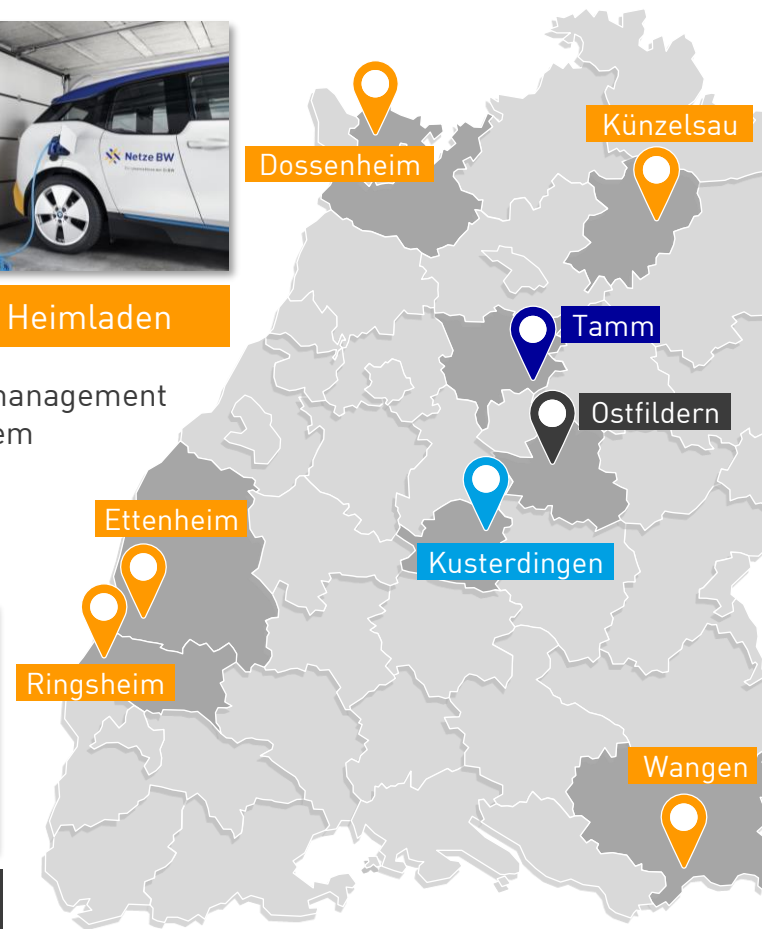 Netze BW
Künzelsau
Dossenheim
Heimladen
Tamm
management
em
Ostfildern
Ettenheim
Kusterdingen
Ringsheim
Wangen